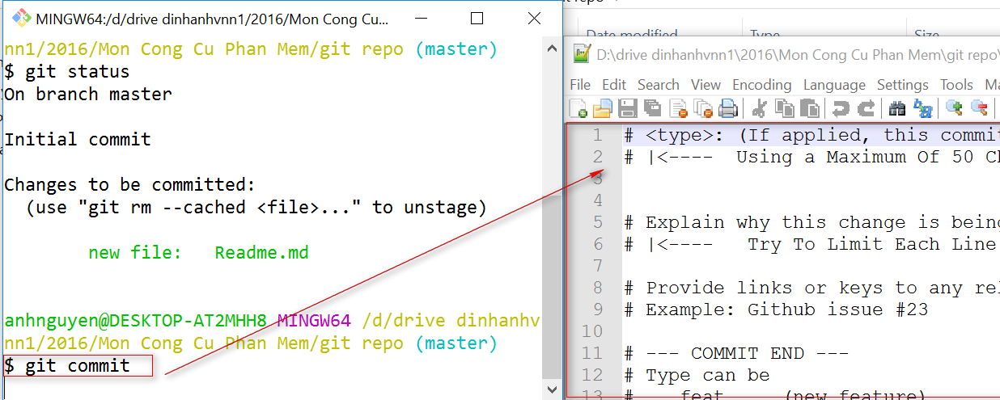 MINGW64:/d/drive dinhanhvnn1/2016/Mon Cong Cu...
nn1/2016/Mon Cong Cu Phan Mem/git repo (master)
$ git status
On branch master
Initial commit
Changes to be committed:
(use "git rm --cached <file>..." to unstage)
new file: Readme.md
anhnguyen@DESKTOP-AT2MHH8 MINGW64 /d/drive dinhanhv
nn1/2016/Mon Cong Cu Phan Mem/git repo (master)
$ git commit
Date modified Type Size
D:\drive dinhanhvnn1\2016\Mon Cong Cu Phan Mem\git repo\
File Edit Search View Encoding Language Settings Tools Ma
1 # <type>: (If applied, this commit
2 # |<---- Using a Maximum Of 50 Ch
3
4
5 # Explain why this change is being
6 # |<---- Try To Limit Each Line
7
8 # Provide links or keys to any rel
9 # Example: Github issue #23
10
11 # --- COMMIT END ---
12 # Type can be
13 # feat (new feature)